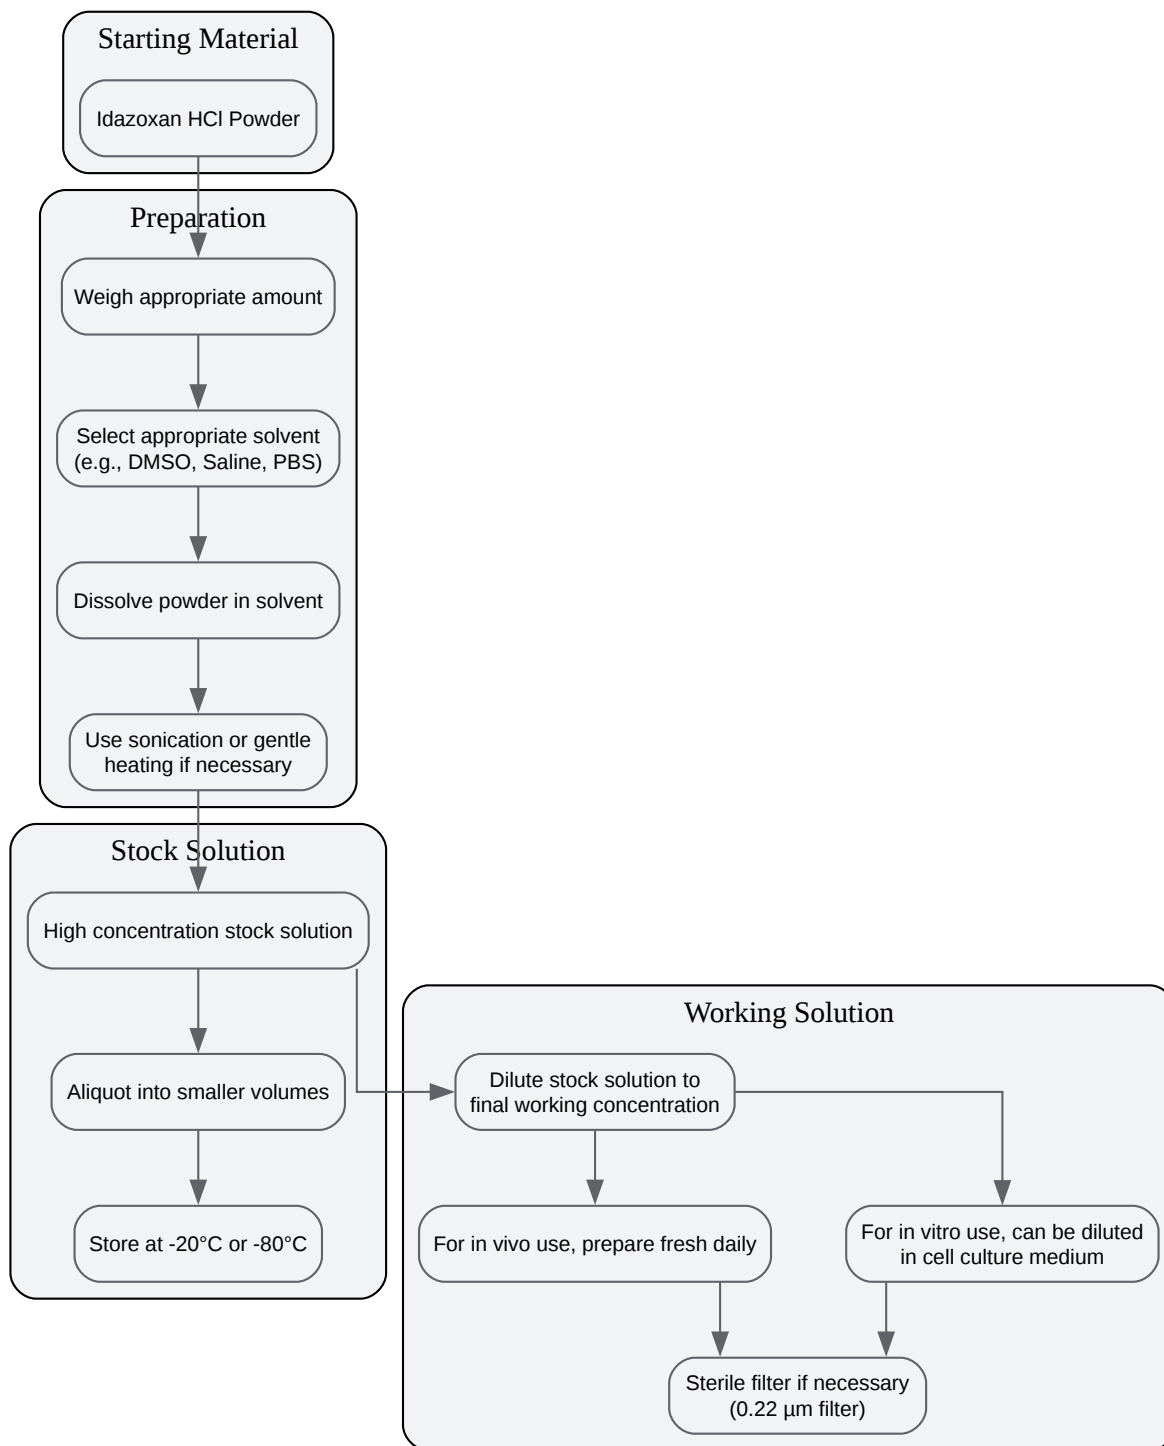 Starting Material
Idazoxan HCl Powder
Preparation
Weigh appropriate amount
Select appropriate solvent
(e.g., DMSO, Saline, PBS)
Dissolve powder in solvent
Use sonication or gentle
heating if necessary
Stock Solution
High concentration stock solution
Aliquot into smaller volumes
Store at -20°C or -80°C
Working Solution
Dilute stock solution to
final working concentration
For in vivo use, prepare fresh daily
For in vitro use, can be diluted
in cell culture medium
Sterile filter if necessary
(0.22 µm filter)